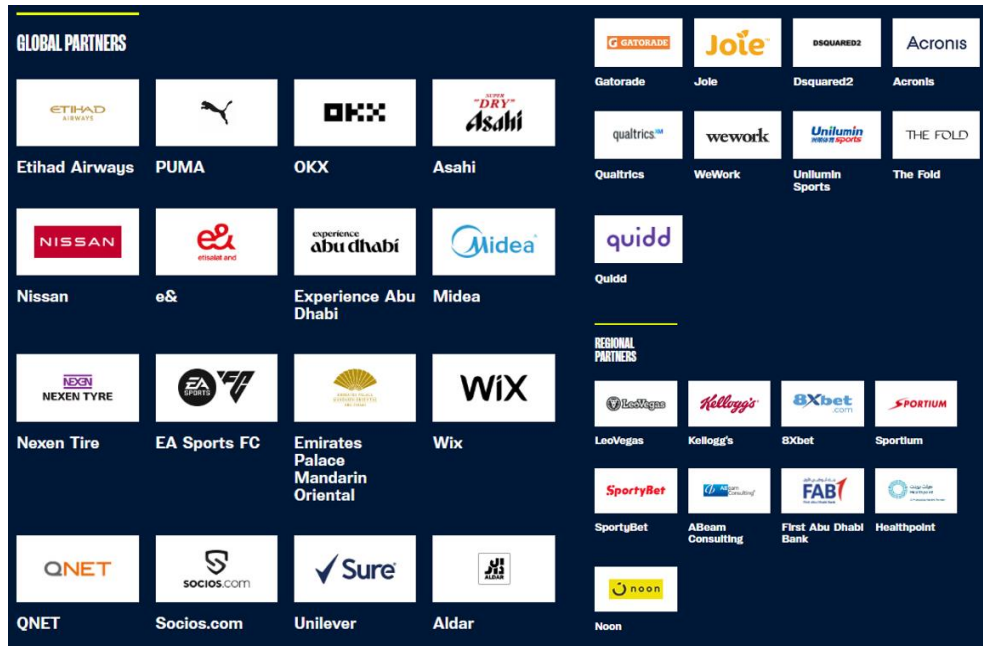 GLOBAL PARTNERS
ETIHAD
AIRWAYS
OKX
SUPER
"DRY"
Asahi
Etihad Airways
PUMA
OKX
Asahi
NISSAN
e&
etisalat and
experience
abu dhabi
Midea
Nissan
e&
Experience Abu
Dhabi
Midea
NEXEN
NEXEN TYRE
EA
SPORTS
FC
WiX
Nexen Tire
EA Sports FC
Emirates
Palace
Mandarin
Oriental
Wix
QNET
socios.com
Sure
ALDAR
QNET
Socios.com
Unilever
Aldar
G GATORADE
Joie
DSQUARED2
Acronis
Gatorade
Joie
Dsquared2
Acronis
qualtrics.XM
wework
Unilumin
sports
THE FOLD
Qualtrics
WeWork
Unilumin
Sports
The Fold
quidd
Quidd
REGIONAL
PARTNERS
LeoVegas
Kellogg's
8Xbet
.com
SPORTIUM
LeoVegas
Kellogg's
8Xbet
Sportium
SportyBet
ABeam
Consulting
FAB
First Abu Dhabi Bank
SportyBet
ABeam
Consulting
First Abu Dhabi
Bank
Healthpoint
noon
Noon